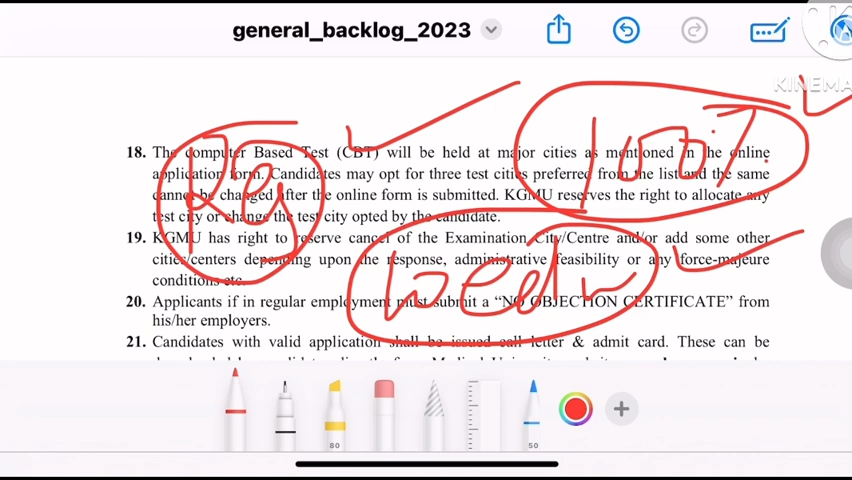 general_backlog_2023
KINEMA
18. The computer Based Test (CBT) will be held at major cities as mentioned in the online
application form. Candidates may opt for three test cities preferred from the list and the same
cannot be changed after the online form is submitted. KGMU reserves the right to allocate any
test city or change the test city opted by the candidate.
19. KGMU has right to reserve cancel of the Examination City/Centre and/or add some other
cities/centers depending upon the response, administrative feasibility or any force-majeure
conditions etc.
20. Applicants if in regular employment must submit a “NO OBJECTION CERTIFICATE” from
his/her employers.
21. Candidates with valid application shall be issued call letter & admit card. These can be
Reg
100%
80
50